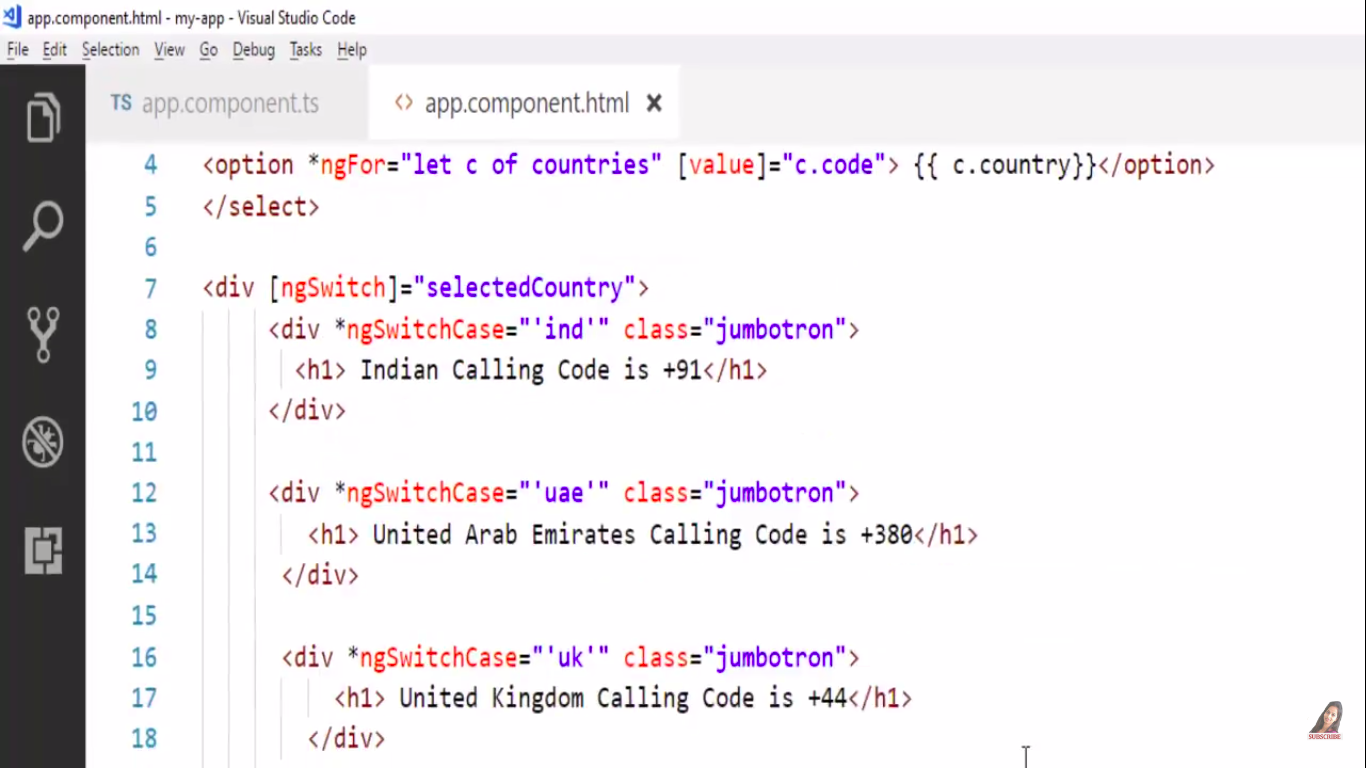 app.component.html - my-app - Visual Studio Code
File Edit Selection View Go Debug Tasks Help
TS app.component.ts <> app.component.html ×
4 <option *ngFor="let c of countries" [value]="c.code"> {{ c.country}}</option>
5 </select>
6
7 <div [ngSwitch]="selectedCountry">
8 <div *ngSwitchCase="'ind'" class="jumbotron">
9 <h1> Indian Calling Code is +91</h1>
10 </div>
11
12 <div *ngSwitchCase="'uae'" class="jumbotron">
13 <h1> United Arab Emirates Calling Code is +380</h1>
14 </div>
15
16 <div *ngSwitchCase="'uk'" class="jumbotron">
17 <h1> United Kingdom Calling Code is +44</h1>
18 </div>
SUBSCRIBE